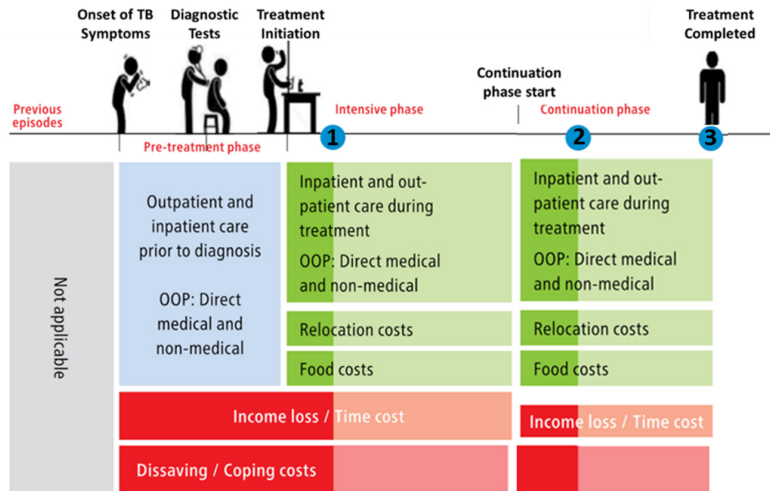 Onset of TB
Symptoms
Diagnostic
Tests
Treatment
Initiation
Treatment
Completed
Continuation
phase start
Previous
episodes
Intensive phase
Continuation phase
1
2
3
Pre-treatment phase
Not applicable
Outpatient and
inpatient care
prior to diagnosis
OOP: Direct
medical and
non-medical
Inpatient and out-
patient care during
treatment
OOP: Direct medical
and non-medical
Relocation costs
Food costs
Inpatient and out-
patient care during
treatment
OOP: Direct medical
and non-medical
Relocation costs
Food costs
Income loss / Time cost
Income loss / Time cost
Dissaving / Coping costs